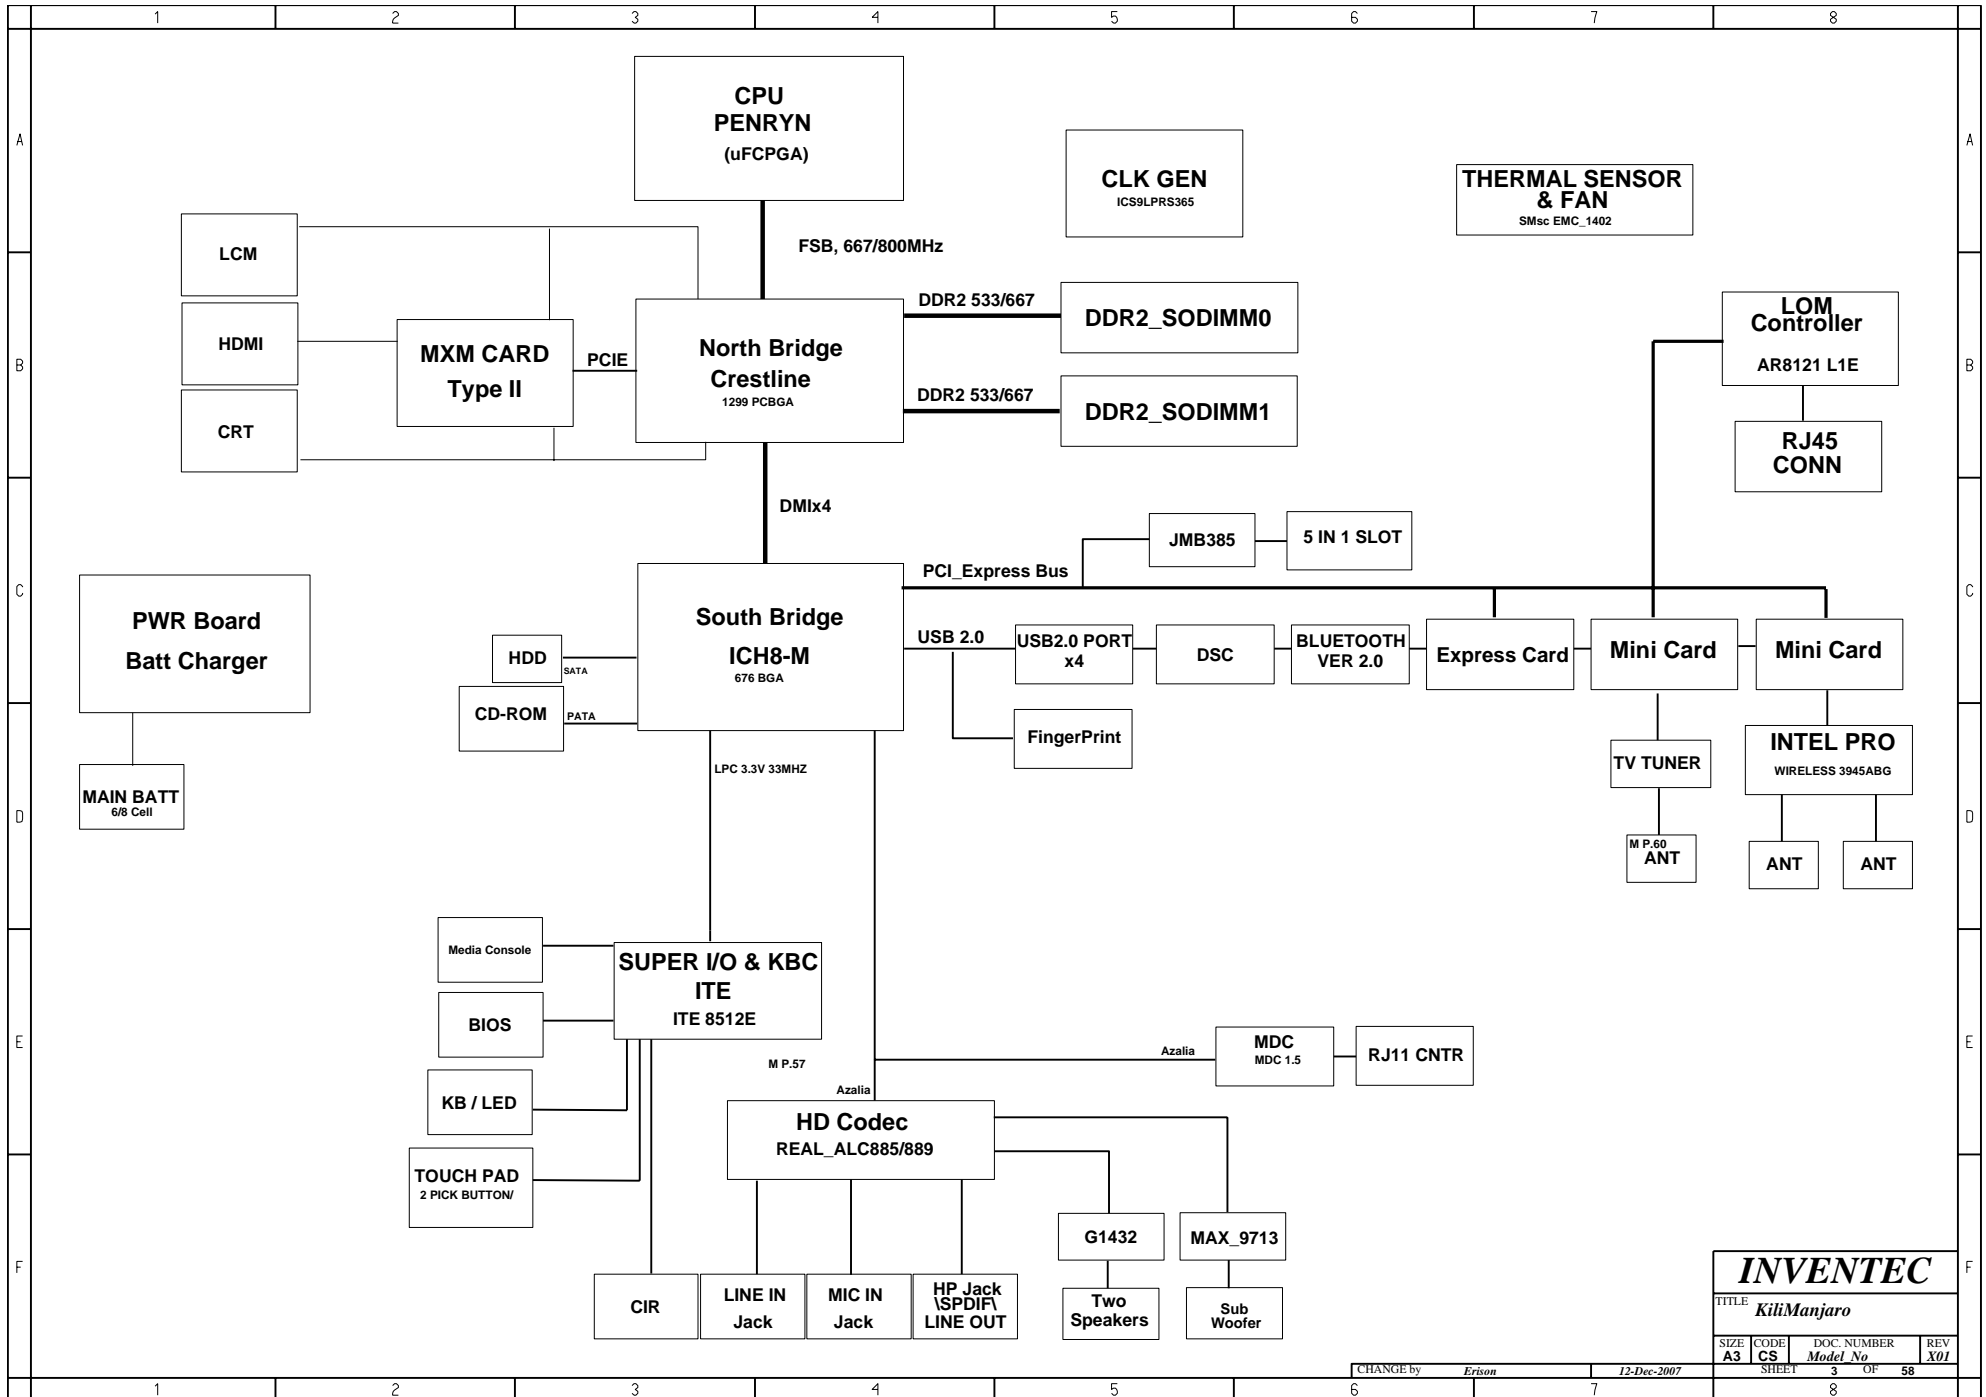 1 2 3 4 5 6 7 8
A
A
B
B
C
C
D
D
E
E
F
F
CPU
PENRYN
(uFCPGA)
CLK GEN
ICS9LPRS365
THERMAL SENSOR
& FAN
SMsc EMC_1402
LCM
FSB, 667/800MHz
HDMI
MXM CARD
Type II
PCIE
North Bridge
Crestline
1299 PCBGA
DDR2 533/667
DDR2_SODIMM0
DDR2 533/667
DDR2_SODIMM1
LOM
Controller
AR8121 L1E
RJ45
CONN
CRT
DMIx4
JMB385
5 IN 1 SLOT
PCI_Express Bus
PWR Board
Batt Charger
MAIN BATT
6/8 Cell
HDD
SATA
CD-ROM
PATA
South Bridge
ICH8-M
676 BGA
USB 2.0
USB2.0 PORT
x4
DSC
BLUETOOTH
VER 2.0
Express Card
Mini Card
Mini Card
FingerPrint
TV TUNER
INTEL PRO
WIRELESS 3945ABG
M P.60
ANT
ANT
ANT
LPC 3.3V 33MHZ
Media Console
SUPER I/O & KBC
ITE
ITE 8512E
BIOS
KB / LED
TOUCH PAD
2 PICK BUTTON/
M P.57
Azalia
Azalia
MDC
MDC 1.5
RJ11 CNTR
HD Codec
REAL_ALC885/889
G1432
MAX_9713
CIR
LINE IN
Jack
MIC IN
Jack
HP Jack
\SPDIF\
LINE OUT
Two
Speakers
Sub
Woofer
INVENTEC
TITLE
KiliManjaro
SIZE CODE DOC. NUMBER REV
A3 CS Model_No X01
CHANGE by Erison 12-Dec-2007 SHEET 3 OF 58
1 2 3 4 5 6 7 8